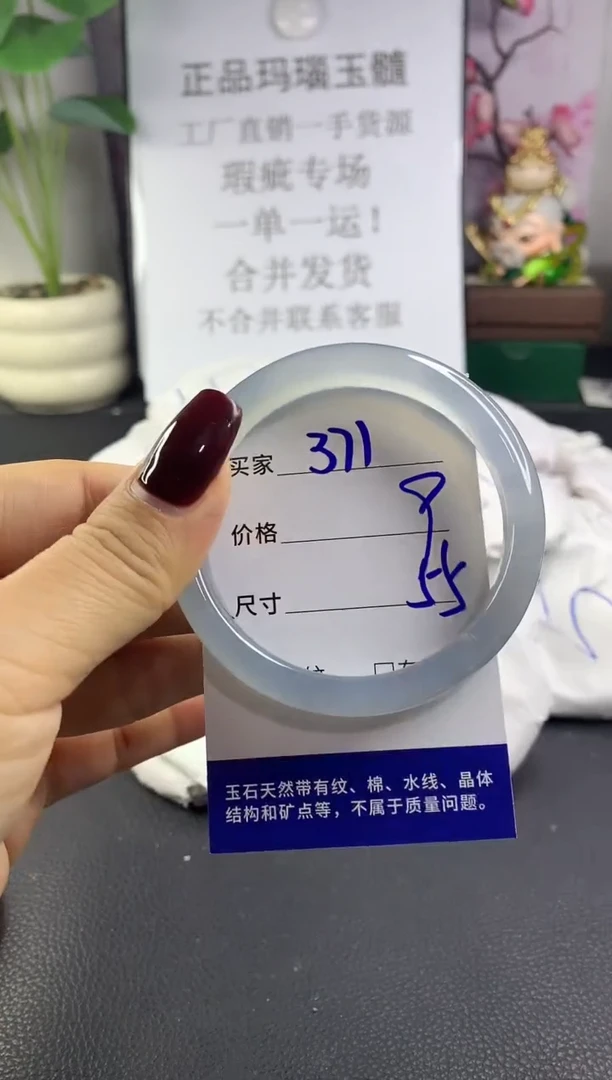 正品玛瑙玉髓
工厂直销一手货源
瑕疵专场
一单一运！
合并发货
不合并联系客服
买家 371
价格
尺寸 55
玉石天然带有纹、棉、水线、晶体
结构和矿点等，不属于质量问题。